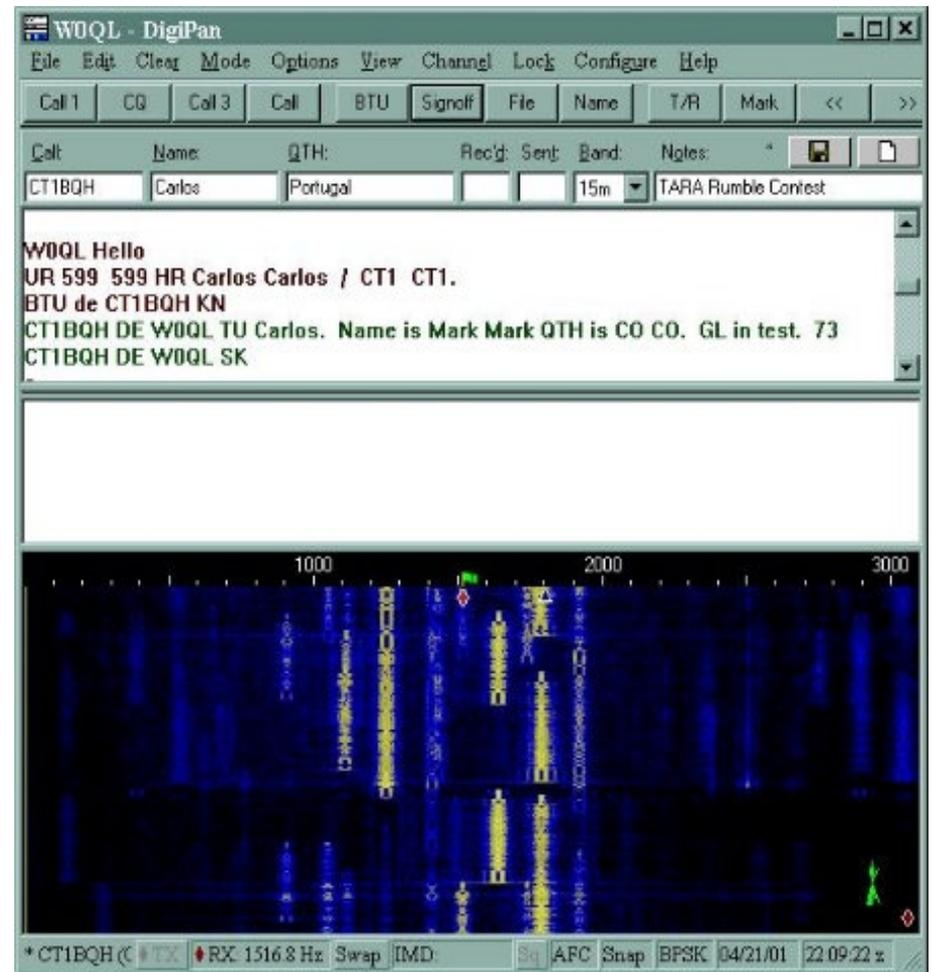 W0QL - DigiPan
File Edit Clear Mode Options View Channel Lock Configure Help
Call 1 CQ Call 3 Call BTU Signoff File Name T/R Mark << >>
Call: Name: QTH: Rec'd: Sent: Band: Notes: *
CT1BQH Carlos Portugal 15m TARA Rumble Contest
W0QL Hello
UR 599 599 HR Carlos Carlos / CT1 CT1.
BTU de CT1BQH KN
CT1BQH DE W0QL TU Carlos. Name is Mark Mark QTH is CO CO. GL in test. 73
CT1BQH DE W0QL SK
1000 2000 3000
* CT1BQH (C TX RX: 1516.8 Hz Swap IMD: Sq AFC Snap BPSK 04/21/01 22:09:22 z